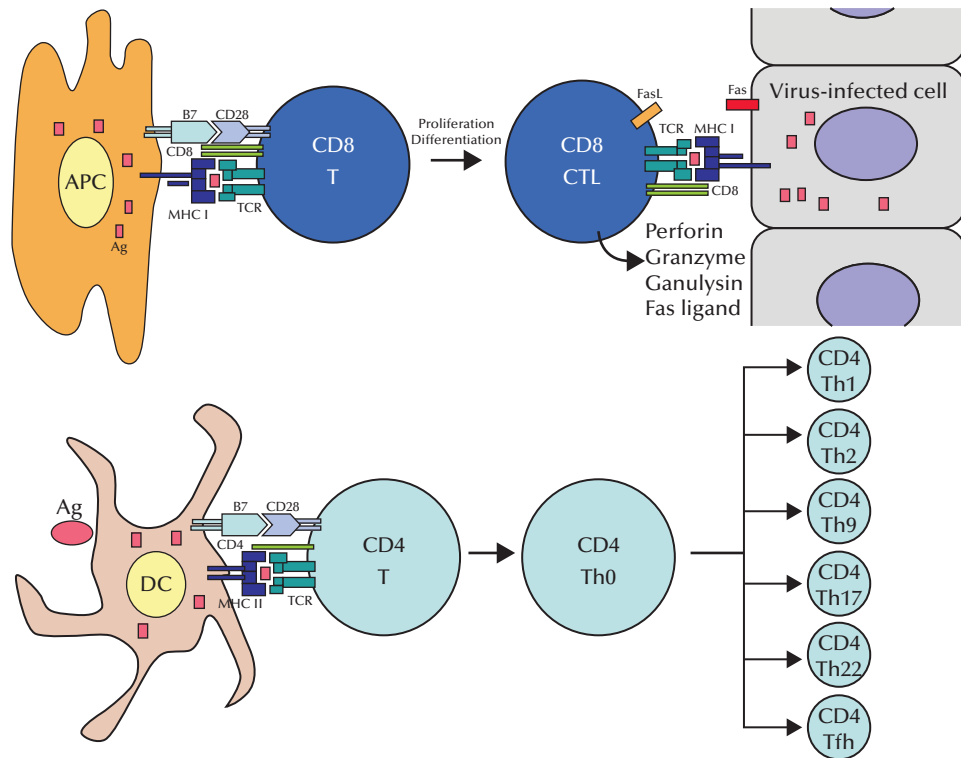 B7
CD28
CD8
APC
MHC I
TCR
Ag
CD8
T
Proliferation
Differentiation
FasL
CD8
CTL
TCR
MHC I
CD8
Fas
Virus-infected cell
Perforin
Granzyme
Ganulysin
Fas ligand
Ag
DC
B7
CD28
CD4
MHC II
TCR
CD4
T
CD4
Th0
CD4
Th1
CD4
Th2
CD4
Th9
CD4
Th17
CD4
Th22
CD4
Tfh